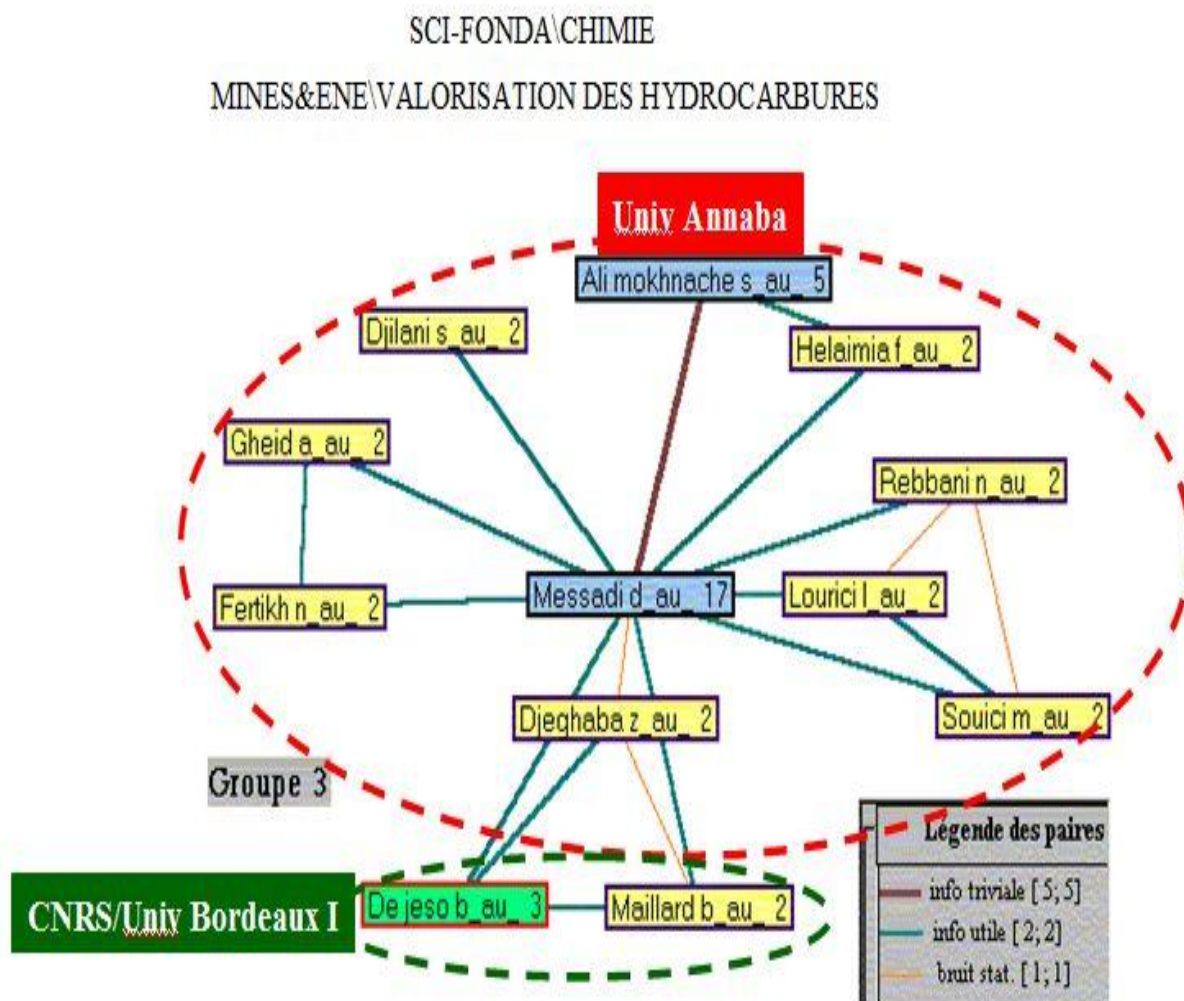 SCI-FONDA\CHIMIE
MINES&ENE\VALORISATION DES HYDROCARBURES
Univ Annaba
Ali mokhnache s_au_ 5
Djilani s_au_ 2
Helaimia f_au_ 2
Gheid a_au_ 2
Rebbani n_au_ 2
Fertikh n_au_ 2
Messadi d_au_ 17
Lourici l_au_ 2
Djeghaba z_au_ 2
Souici m_au_ 2
Groupe 3
Légende des paires
info triviale [ 5; 5]
info utile [ 2; 2]
bruit stat. [ 1; 1]
CNRS/Univ Bordeaux I
De jeso b_au_ 3
Maillard b_au_ 2